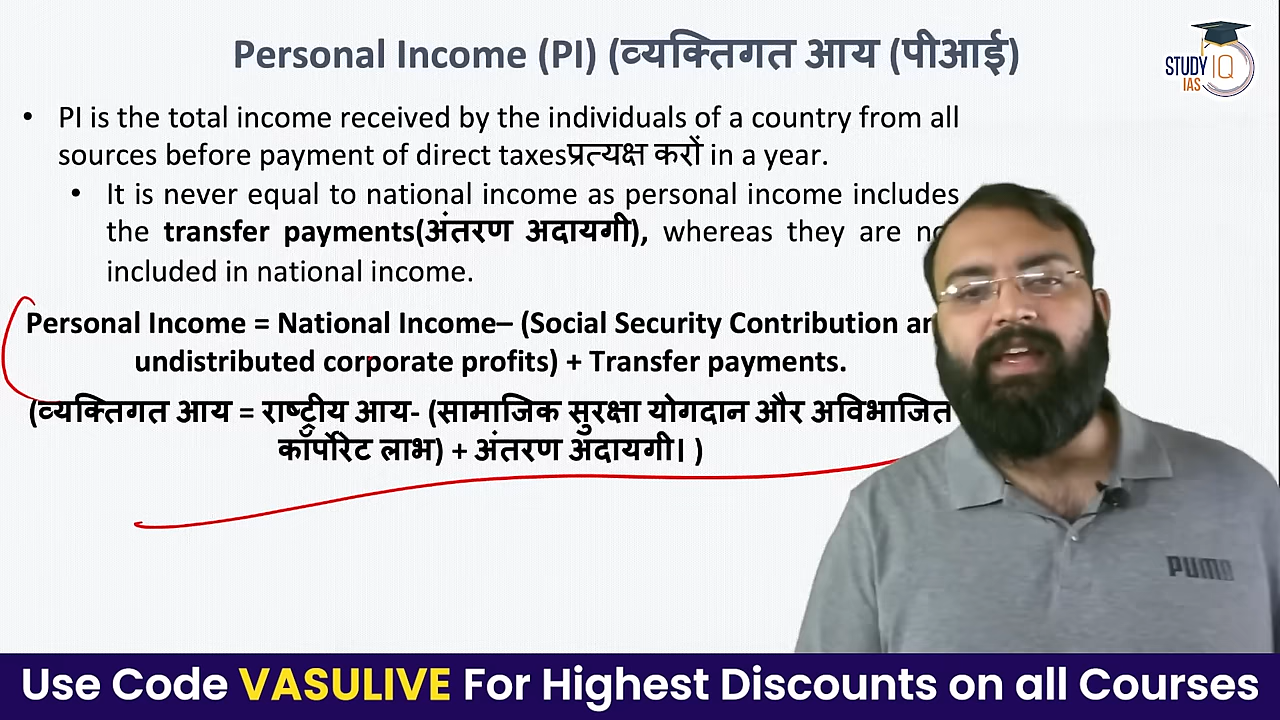 Personal Income (PI) (व्यक्तिगत आय (पीआई)
STUDY IQ
IAS
• PI is the total income received by the individuals of a country from all
sources before payment of direct taxesप्रत्यक्ष करों in a year.
• It is never equal to national income as personal income includes
the transfer payments(अंतरण अदायगी), whereas they are
included in national income.
Personal Income = National Income– (Social Security Contribution
undistributed corporate profits) + Transfer payments.
(व्यक्तिगत आय = राष्ट्रीय आय- (सामाजिक सुरक्षा योगदान और अविभाजित
कॉर्पोरेट लाभ) + अंतरण अदायगी। )
PUMA
Use Code VASULIVE For Highest Discounts on all Courses